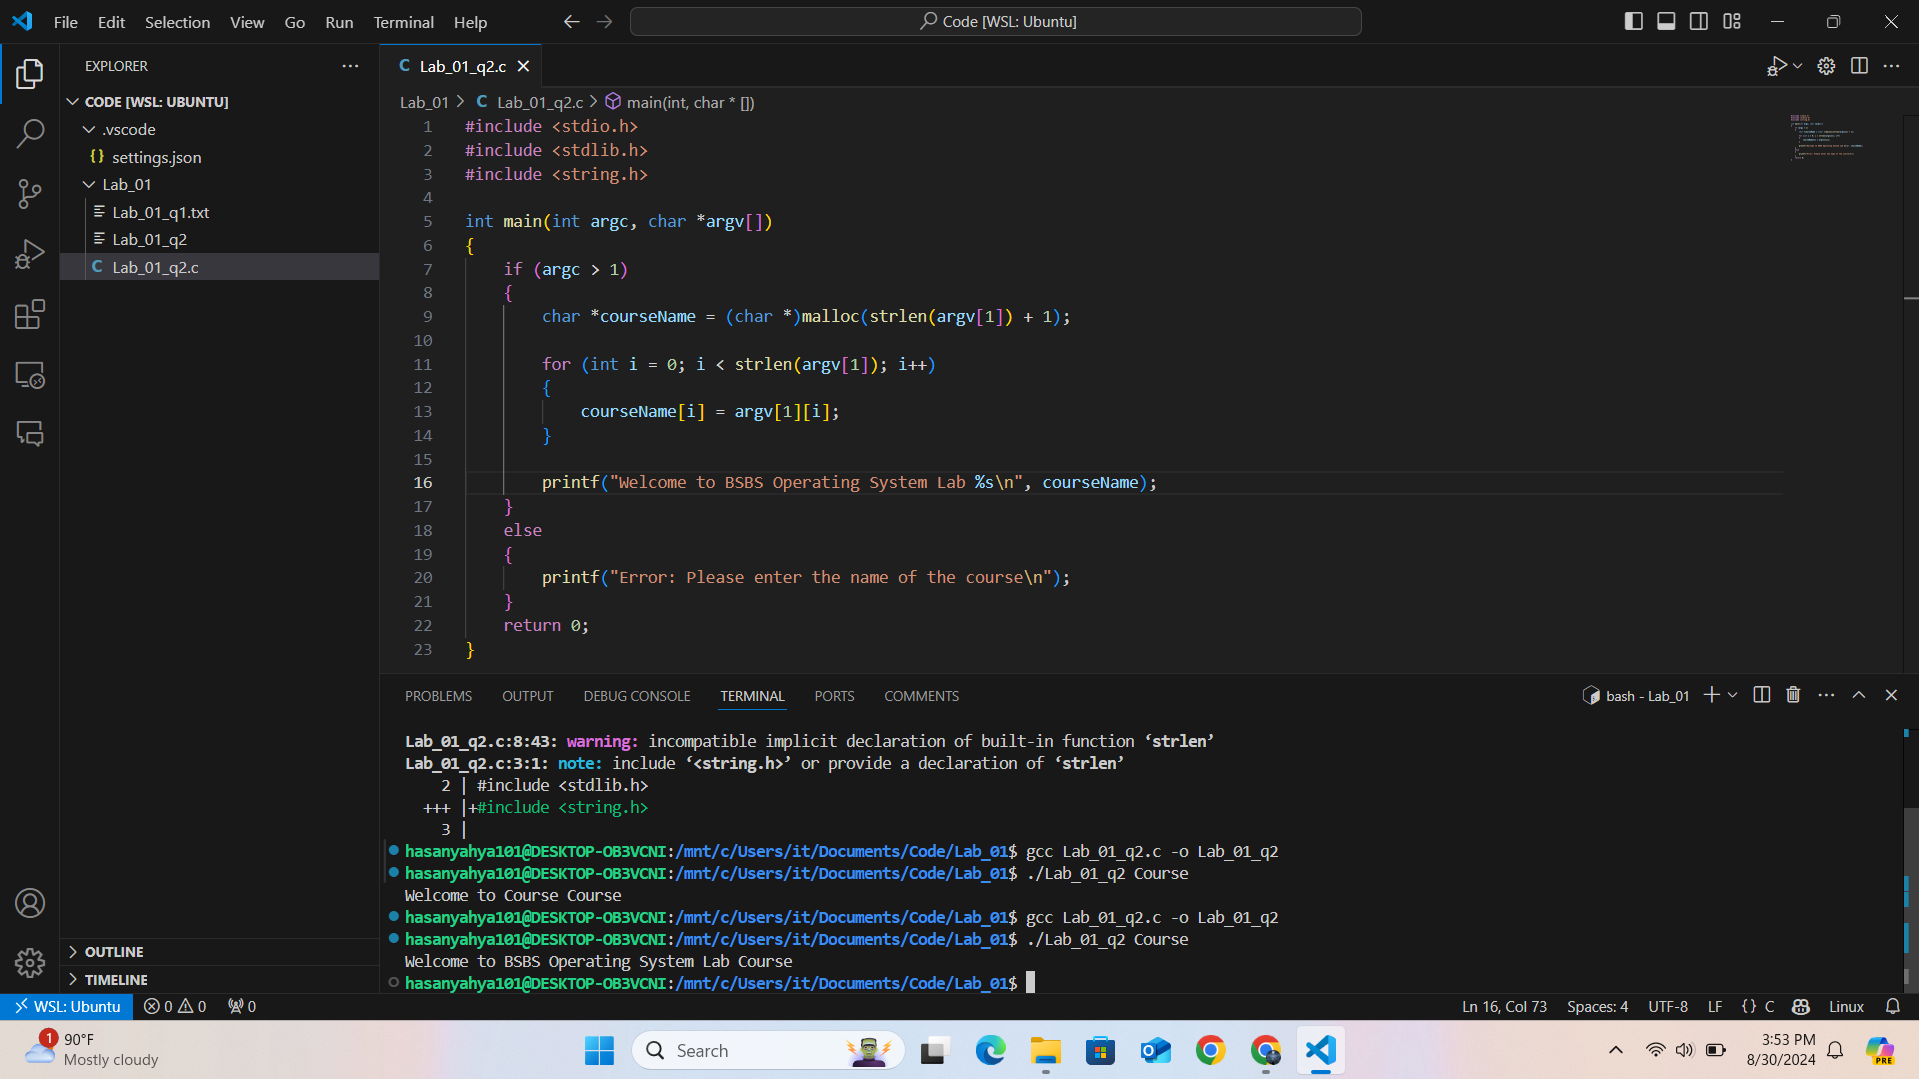 File Edit Selection View Go Run Terminal Help
Code [WSL: Ubuntu]
EXPLORER
CODE [WSL: UBUNTU]
.vscode
settings.json
Lab_01
Lab_01_q1.txt
Lab_01_q2
C Lab_01_q2.c
OUTLINE
TIMELINE
C Lab_01_q2.c
Lab_01 > C Lab_01_q2.c > main(int, char * [])
1 #include <stdio.h>
2 #include <stdlib.h>
3 #include <string.h>
4
5 int main(int argc, char *argv[])
6 {
7 if (argc > 1)
8 {
9 char *courseName = (char *)malloc(strlen(argv[1]) + 1);
10
11 for (int i = 0; i < strlen(argv[1]); i++)
12 {
13 courseName[i] = argv[1][i];
14 }
15
16 printf("Welcome to BSBS Operating System Lab %s\n", courseName);
17 }
18 else
19 {
20 printf("Error: Please enter the name of the course\n");
21 }
22 return 0;
23 }
PROBLEMS OUTPUT DEBUG CONSOLE TERMINAL PORTS COMMENTS
bash - Lab_01
Lab_01_q2.c:8:43: warning: incompatible implicit declaration of built-in function ‘strlen’
Lab_01_q2.c:3:1: note: include ‘<string.h>’ or provide a declaration of ‘strlen’
2 | #include <stdlib.h>
+++ |+#include <string.h>
3 |
hasanyahya101@DESKTOP-OB3VCNI:/mnt/c/Users/it/Documents/Code/Lab_01$ gcc Lab_01_q2.c -o Lab_01_q2
hasanyahya101@DESKTOP-OB3VCNI:/mnt/c/Users/it/Documents/Code/Lab_01$ ./Lab_01_q2 Course
Welcome to Course Course
hasanyahya101@DESKTOP-OB3VCNI:/mnt/c/Users/it/Documents/Code/Lab_01$ gcc Lab_01_q2.c -o Lab_01_q2
hasanyahya101@DESKTOP-OB3VCNI:/mnt/c/Users/it/Documents/Code/Lab_01$ ./Lab_01_q2 Course
Welcome to BSBS Operating System Lab Course
hasanyahya101@DESKTOP-OB3VCNI:/mnt/c/Users/it/Documents/Code/Lab_01$
WSL: Ubuntu 0 0 0
Ln 16, Col 73 Spaces: 4 UTF-8 LF {} C Linux
1
90°F
Mostly cloudy
Search
3:53 PM
8/30/2024
PRE